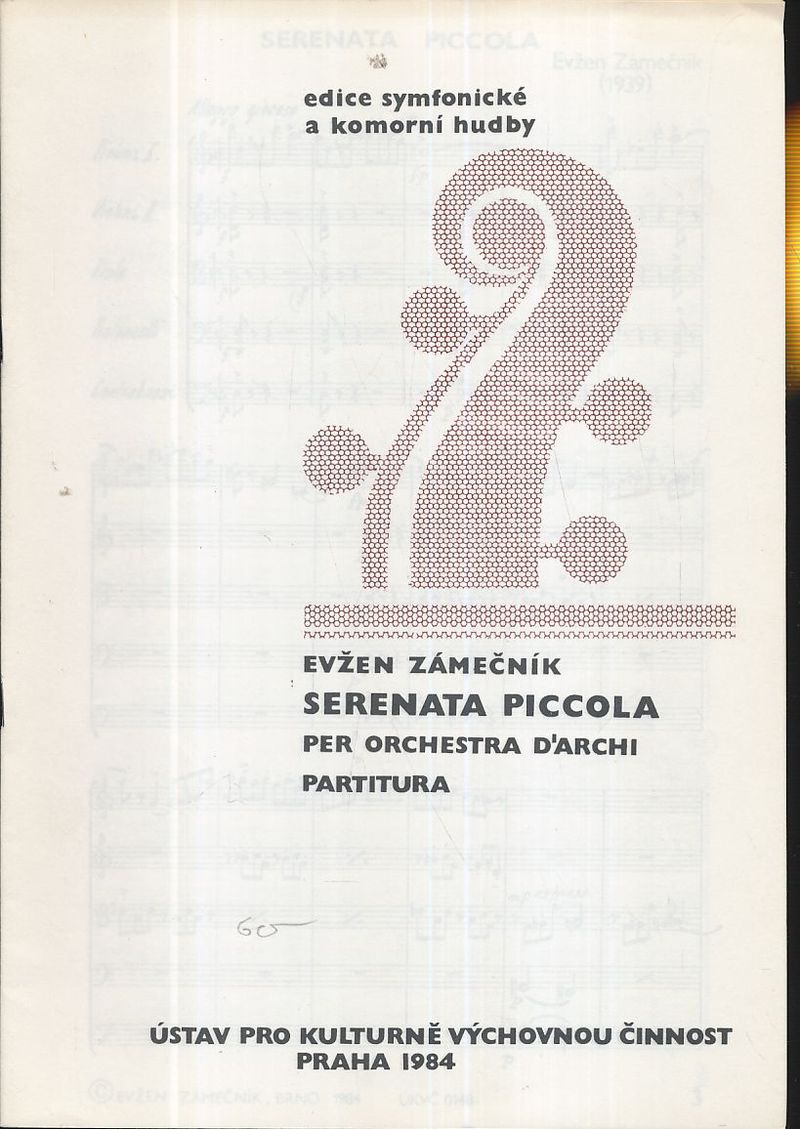 edice symfonické
a komorní hudby
EVŽEN ZÁMEČNÍK
SERENATA PICCOLA
PER ORCHESTRA D'ARCHI
PARTITURA
60
ÚSTAV PRO KULTURNĚ VÝCHOVNOU ČINNOST
PRAHA 1984
SERENATA PICCOLA
Evžen Zámečník
(1939)
© EVŽEN ZÁMEČNÍK, BRNO 1984
3